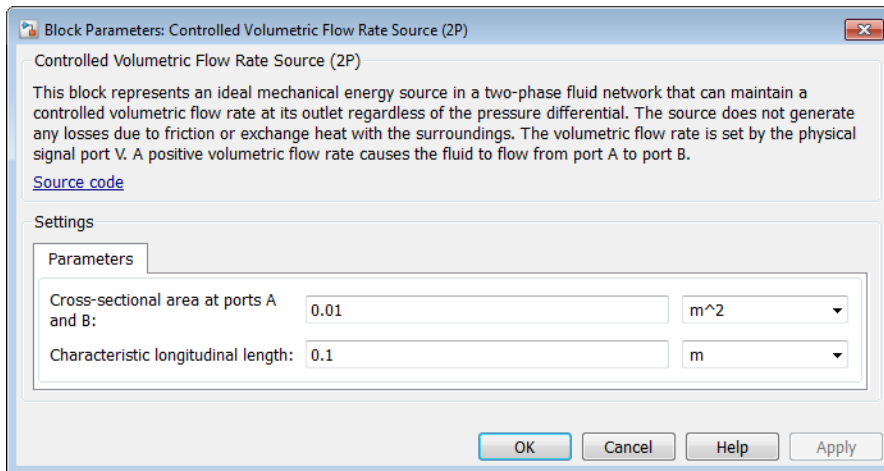 Block Parameters: Controlled Volumetric Flow Rate Source (2P)
Controlled Volumetric Flow Rate Source (2P)
This block represents an ideal mechanical energy source in a two-phase fluid network that can maintain a
controlled volumetric flow rate at its outlet regardless of the pressure differential. The source does not generate
any losses due to friction or exchange heat with the surroundings. The volumetric flow rate is set by the physical
signal port V. A positive volumetric flow rate causes the fluid to flow from port A to port B.
Source code
Settings
Parameters
Cross-sectional area at ports A
and B:
0.01
m^2
Characteristic longitudinal length:
0.1
m
OK
Cancel
Help
Apply